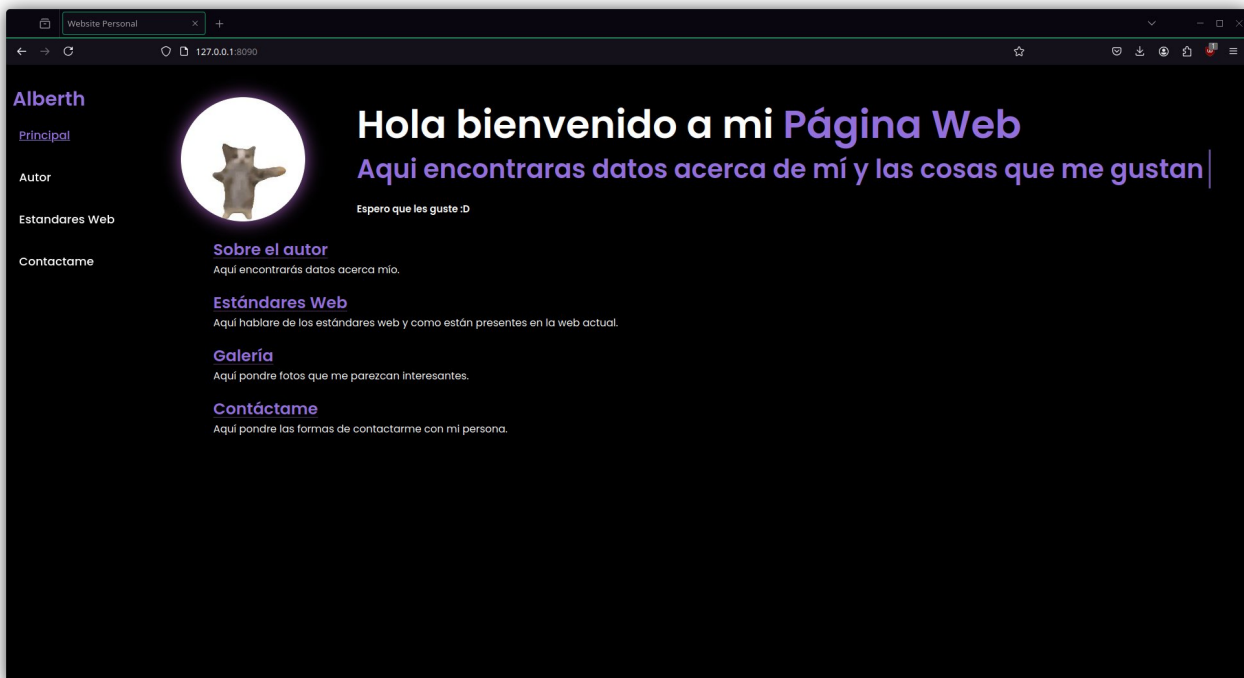 Website Personal
127.0.0.1:8090
Alberth
Principal
Autor
Estandares Web
Contactame
Hola bienvenido a mi Página Web
Aqui encontraras datos acerca de mí y las cosas que me gustan
Espero que les guste :D
Sobre el autor
Aquí encontrarás datos acerca mío.
Estándares Web
Aquí hablare de los estándares web y como están presentes en la web actual.
Galería
Aquí pondre fotos que me parezcan interesantes.
Contáctame
Aquí pondre las formas de contactarme con mi persona.